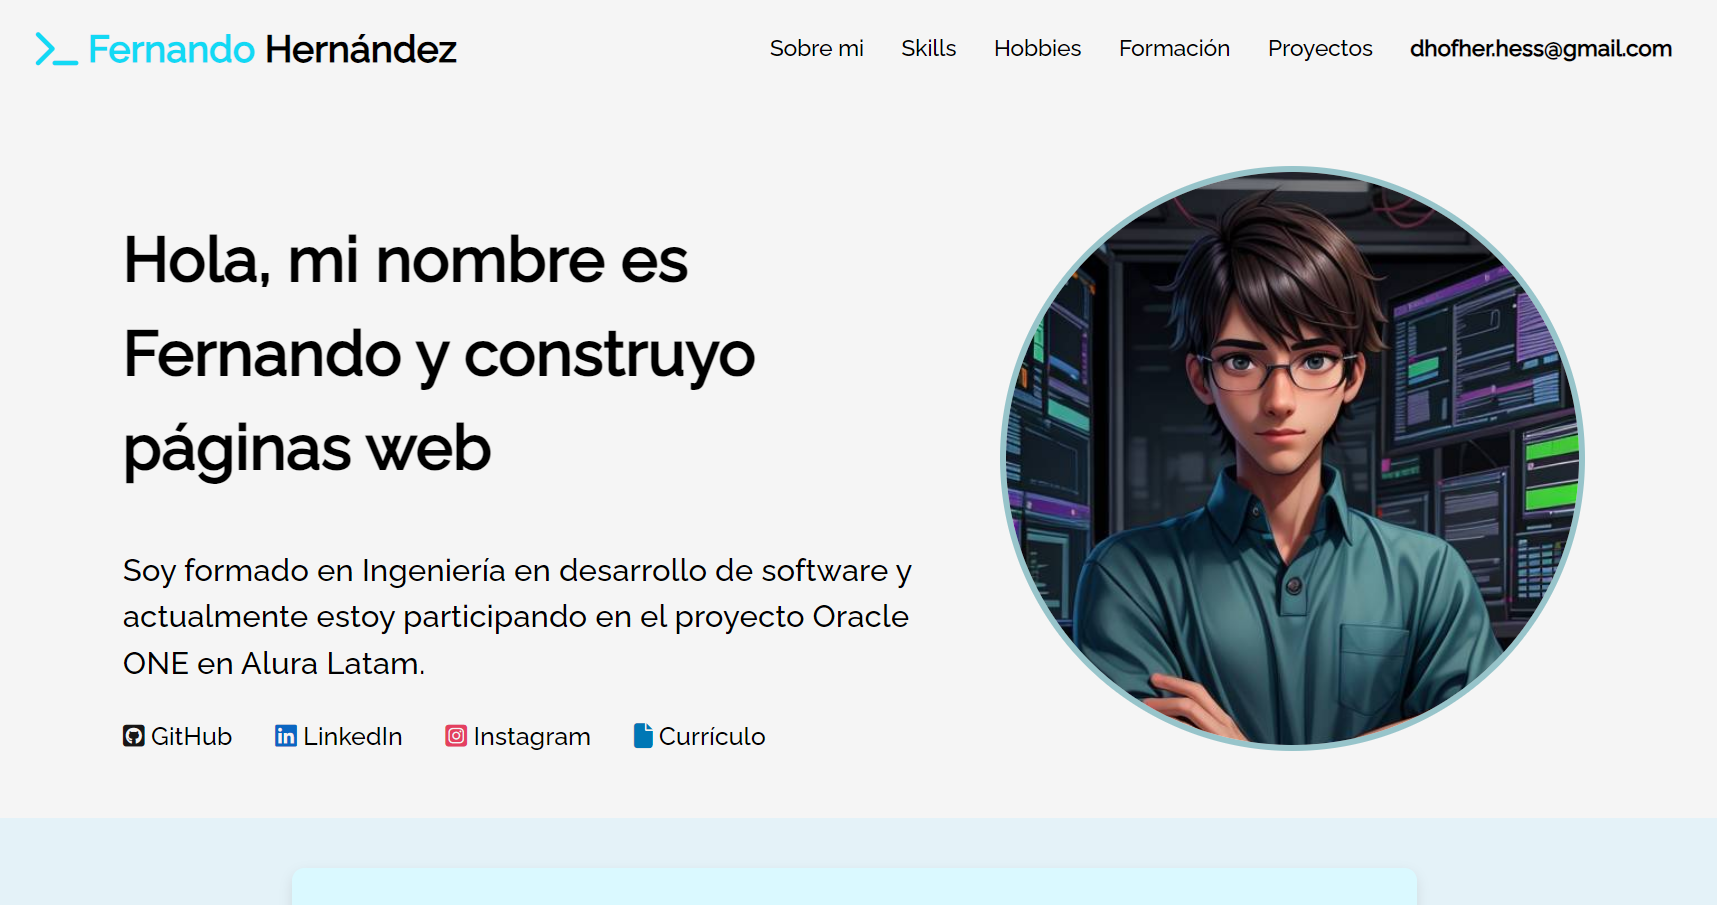 Fernando Hernández
Sobre mi Skills Hobbies Formación Proyectos dhofher.hess@gmail.com
Hola, mi nombre es
Fernando y construyo
páginas web
Soy formado en Ingeniería en desarrollo de software y
actualmente estoy participando en el proyecto Oracle
ONE en Alura Latam.
GitHub LinkedIn Instagram Currículo